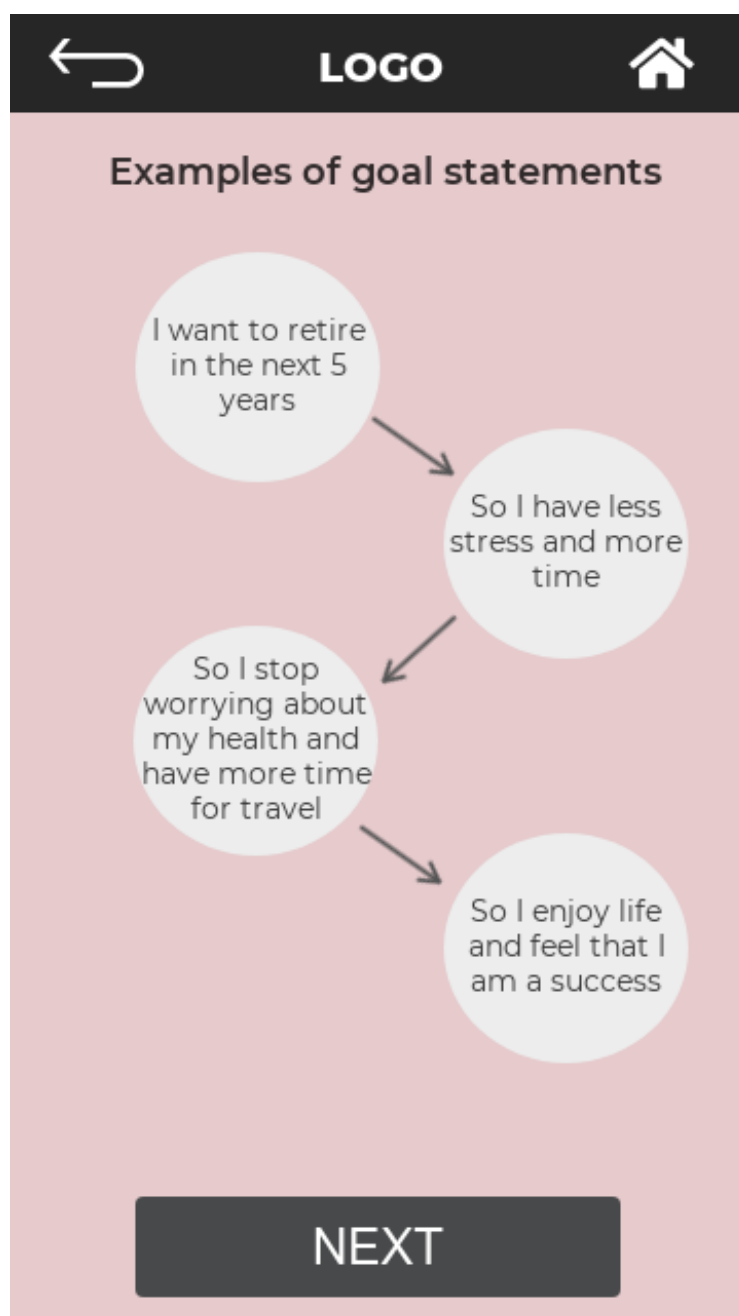 LOGO
Examples of goal statements
I want to retire
in the next 5
years
So I have less
stress and more
time
So I stop
worrying about
my health and
have more time
for travel
So I enjoy life
and feel that I
am a success
NEXT